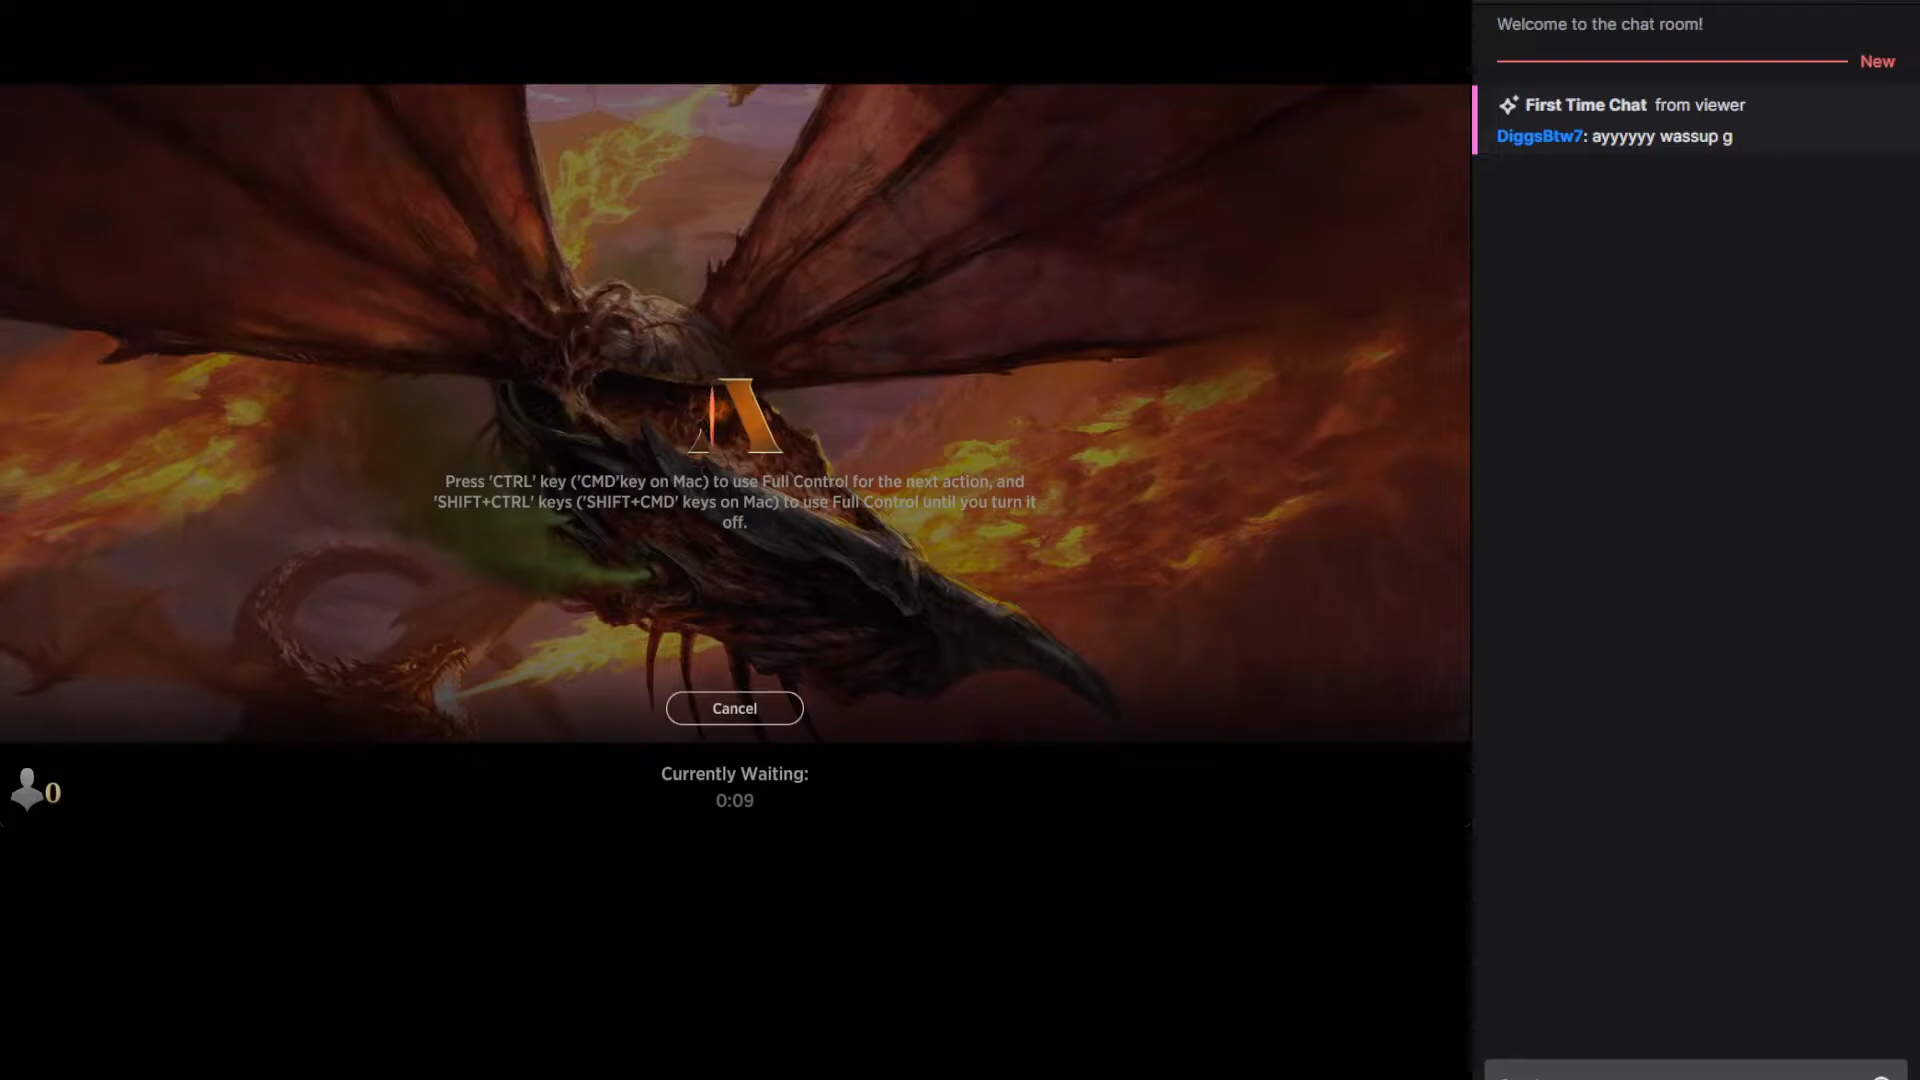 Welcome to the chat room!
New
First Time Chat from viewer
DiggsBtw7: ayyyyyy wassup g
Press 'CTRL' key ('CMD'key on Mac) to use Full Control for the next action, and
'SHIFT+CTRL' keys ('SHIFT+CMD' keys on Mac) to use Full Control until you turn it
off.
Cancel
Currently Waiting:
0:09
0